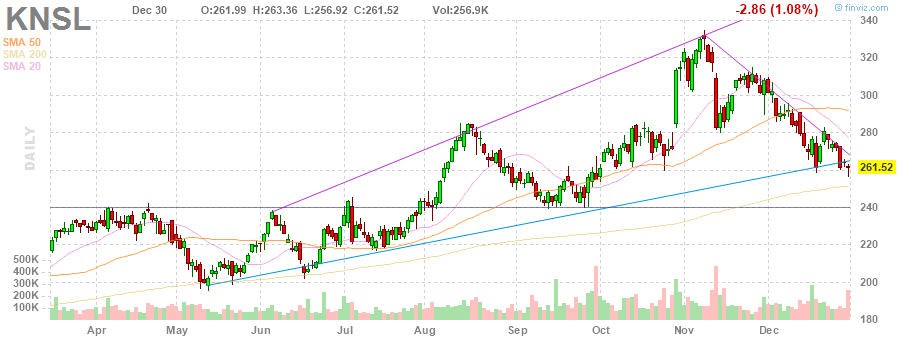 KNSL Dec 30 O:261.99 H:263.36 L:256.92 C:261.52 Vol:256.9K -2.86 (1.08%) © finviz.com
SMA 50
SMA 200
SMA 20
DAILY
340
320
300
280
261.52
240
220
200
180
500K
400K
300K
200K
100K
Apr May Jun Jul Aug Sep Oct Nov Dec